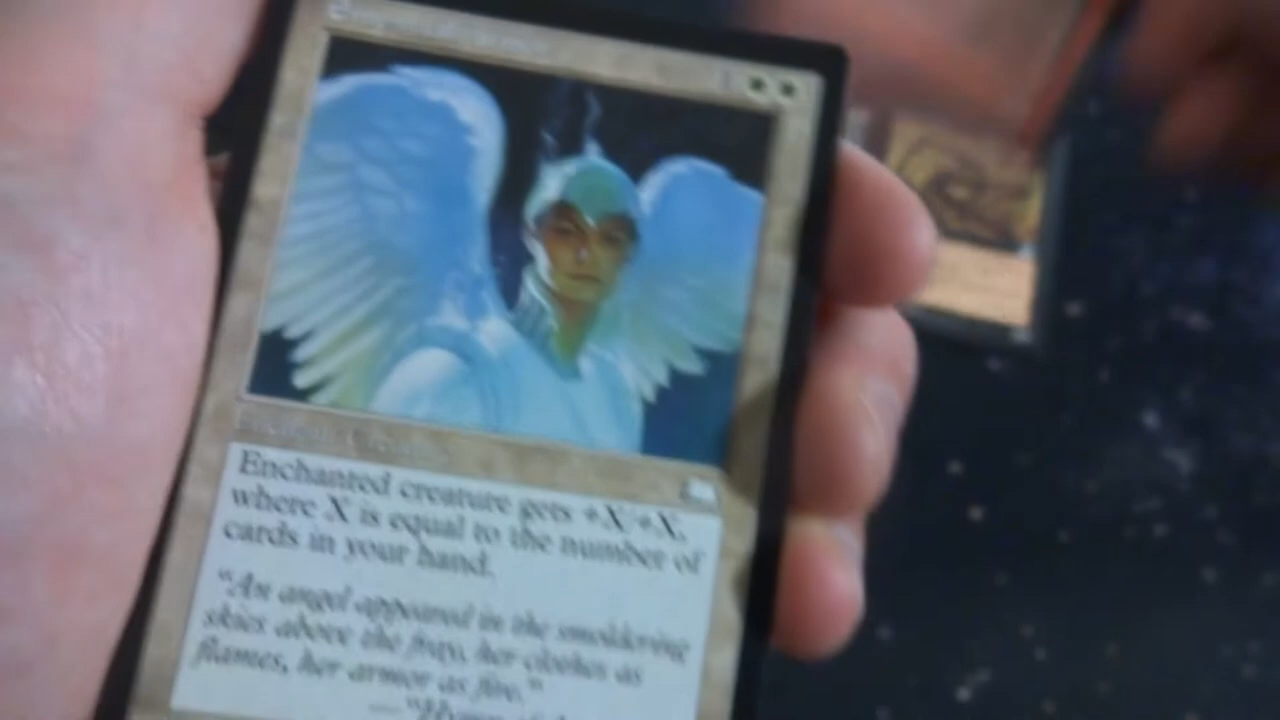 Enchanted creature gets +X/+X,
where X is equal to the number of
cards in your hand.
"An angel appeared in the smoldering
skies above the fray, her clothes as
flames, her armor as fire."